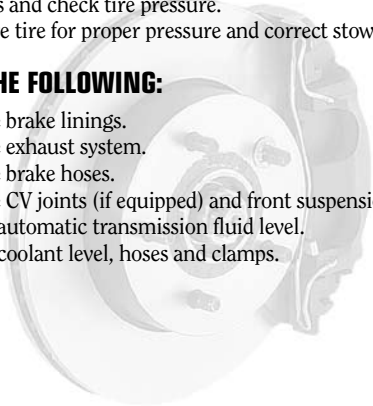 s and check tire pressure.
e tire for proper pressure and correct stow
HE FOLLOWING:
e brake linings.
e exhaust system.
e brake hoses.
e CV joints (if equipped) and front suspensi
automatic transmission fluid level.
coolant level, hoses and clamps.